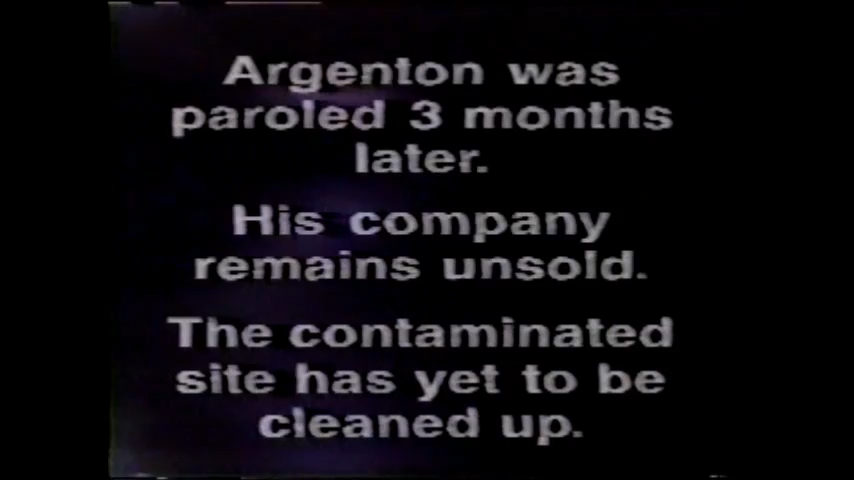 Argenton was
paroled 3 months
later.
His company
remains unsold.
The contaminated
site has yet to be
cleaned up.